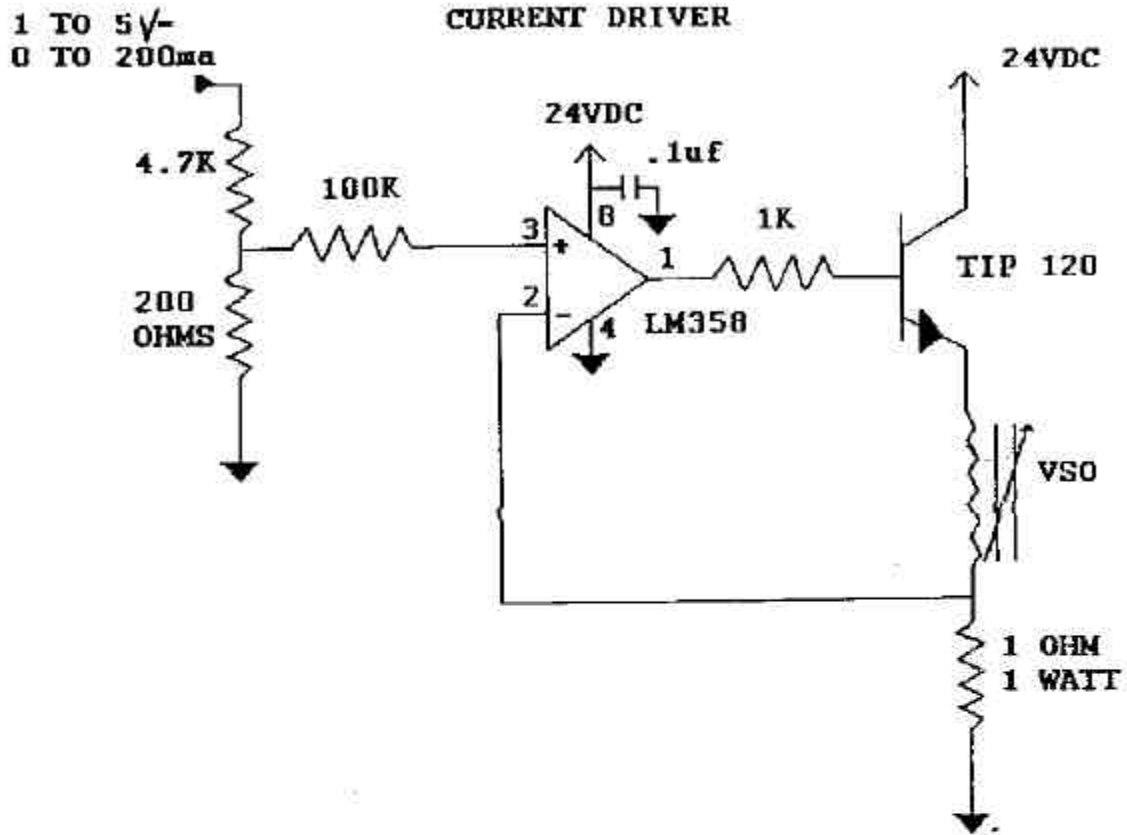 CURRENT DRIVER
1 TO 5V-
0 TO 200ma
24VDC
24VDC
.1uf
4.7K
100K
8
3
+
1
1K
TIP 120
200
OHMS
2
-
4
LM358
VSO
1 OHM
1 WATT